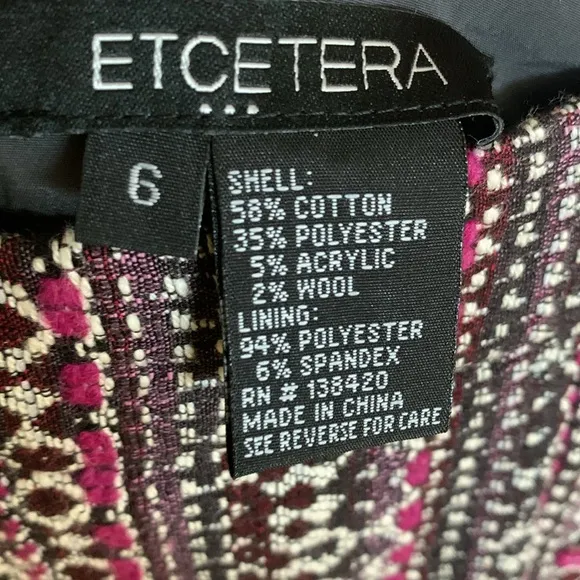 ETCETERA
6
SHELL:
58% COTTON
35% POLYESTER
5% ACRYLIC
2% WOOL
LINING:
94% POLYESTER
6% SPANDEX
RN # 138420
MADE IN CHINA
SEE REVERSE FOR CARE